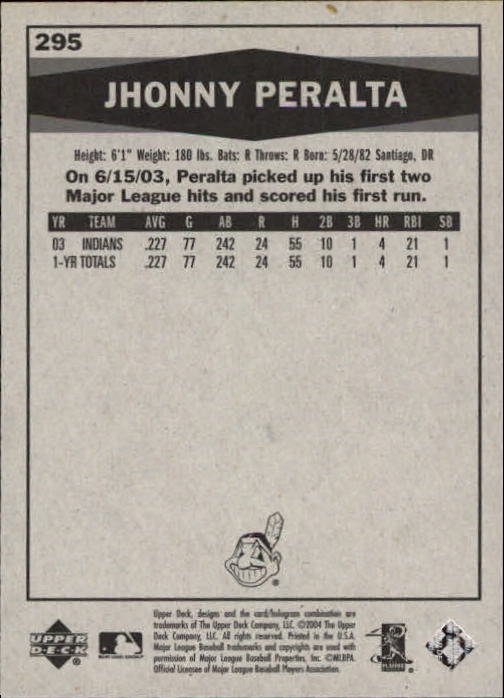 295
JHONNY PERALTA
Height: 6'1" Weight: 180 lbs. Bats: R Throws: R Born: 5/28/82 Santiago, DR
On 6/15/03, Peralta picked up his first two
Major League hits and scored his first run.
YR TEAM AVG G AB R H 2B 3B HR RBI SB
03 INDIANS .227 77 242 24 55 10 1 4 21 1
1-YR TOTALS .227 77 242 24 55 10 1 4 21 1
Upper Deck, designs and the card/hologram combination are
trademarks of The Upper Deck Company, LLC. ©2004 The Upper
Deck Company, LLC. All rights reserved. Printed in the U.S.A.
Major League Baseball trademarks and copyrights are used with
permission of Major League Baseball Properties, Inc. ©MLBPA.
Official Licensee of Major League Baseball Players Association.
UPPER
DECK